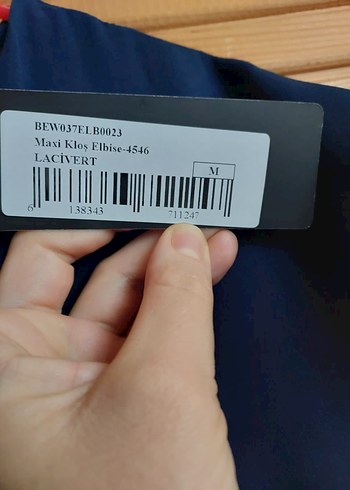 BEW037ELB0023
Maxi Kloş Elbise-4546
LACİVERT
M
6 138343 711247